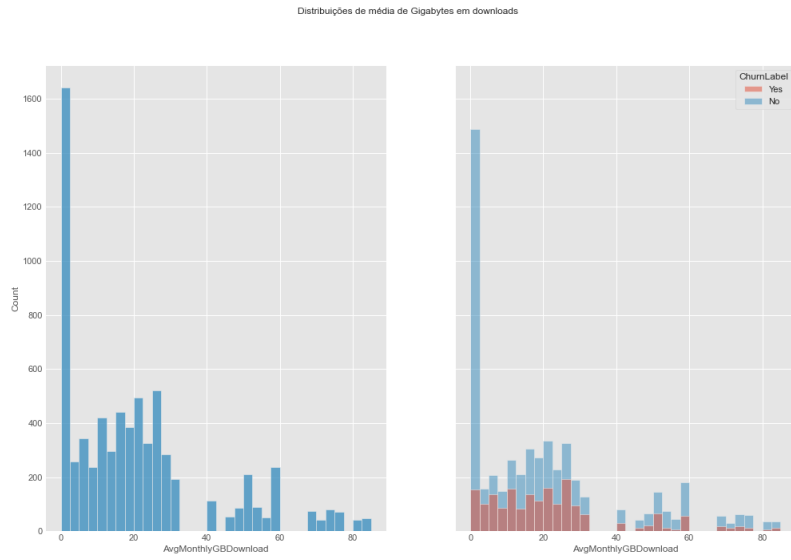 Distribuições de média de Gigabytes em downloads
1600
1400
1200
1000
800
600
400
200
0
Count
0 20 40 60 80
AvgMonthlyGBDownload
ChurnLabel
Yes
No
0 20 40 60 80
AvgMonthlyGBDownload